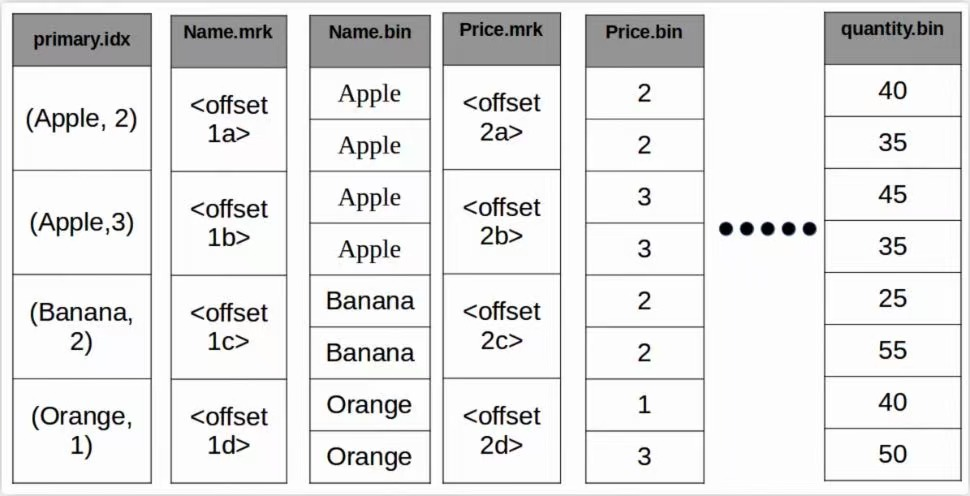 primary.idx
(Apple, 2)
(Apple,3)
(Banana,
2)
(Orange,
1)
Name.mrk
<offset
1a>
<offset
1b>
<offset
1c>
<offset
1d>
Name.bin
Apple
Apple
Apple
Apple
Banana
Banana
Orange
Orange
Price.mrk
<offset
2a>
<offset
2b>
<offset
2c>
<offset
2d>
Price.bin
2
2
3
3
2
2
1
3
quantity.bin
40
35
45
35
25
55
40
50